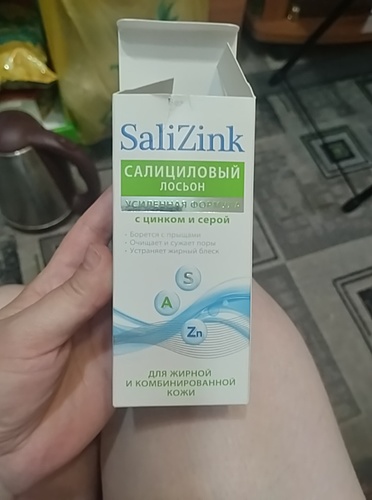 SaliZink
САЛИЦИЛОВЫЙ
ЛОСЬОН
УСИЛЕННАЯ ФОРМУЛА
с цинком и серой
· Борется с прыщами
· Очищает и сужает поры
· Устраняет жирный блеск
S
A
Zn
ДЛЯ ЖИРНОЙ
И КОМБИНИРОВАННОЙ
КОЖИ